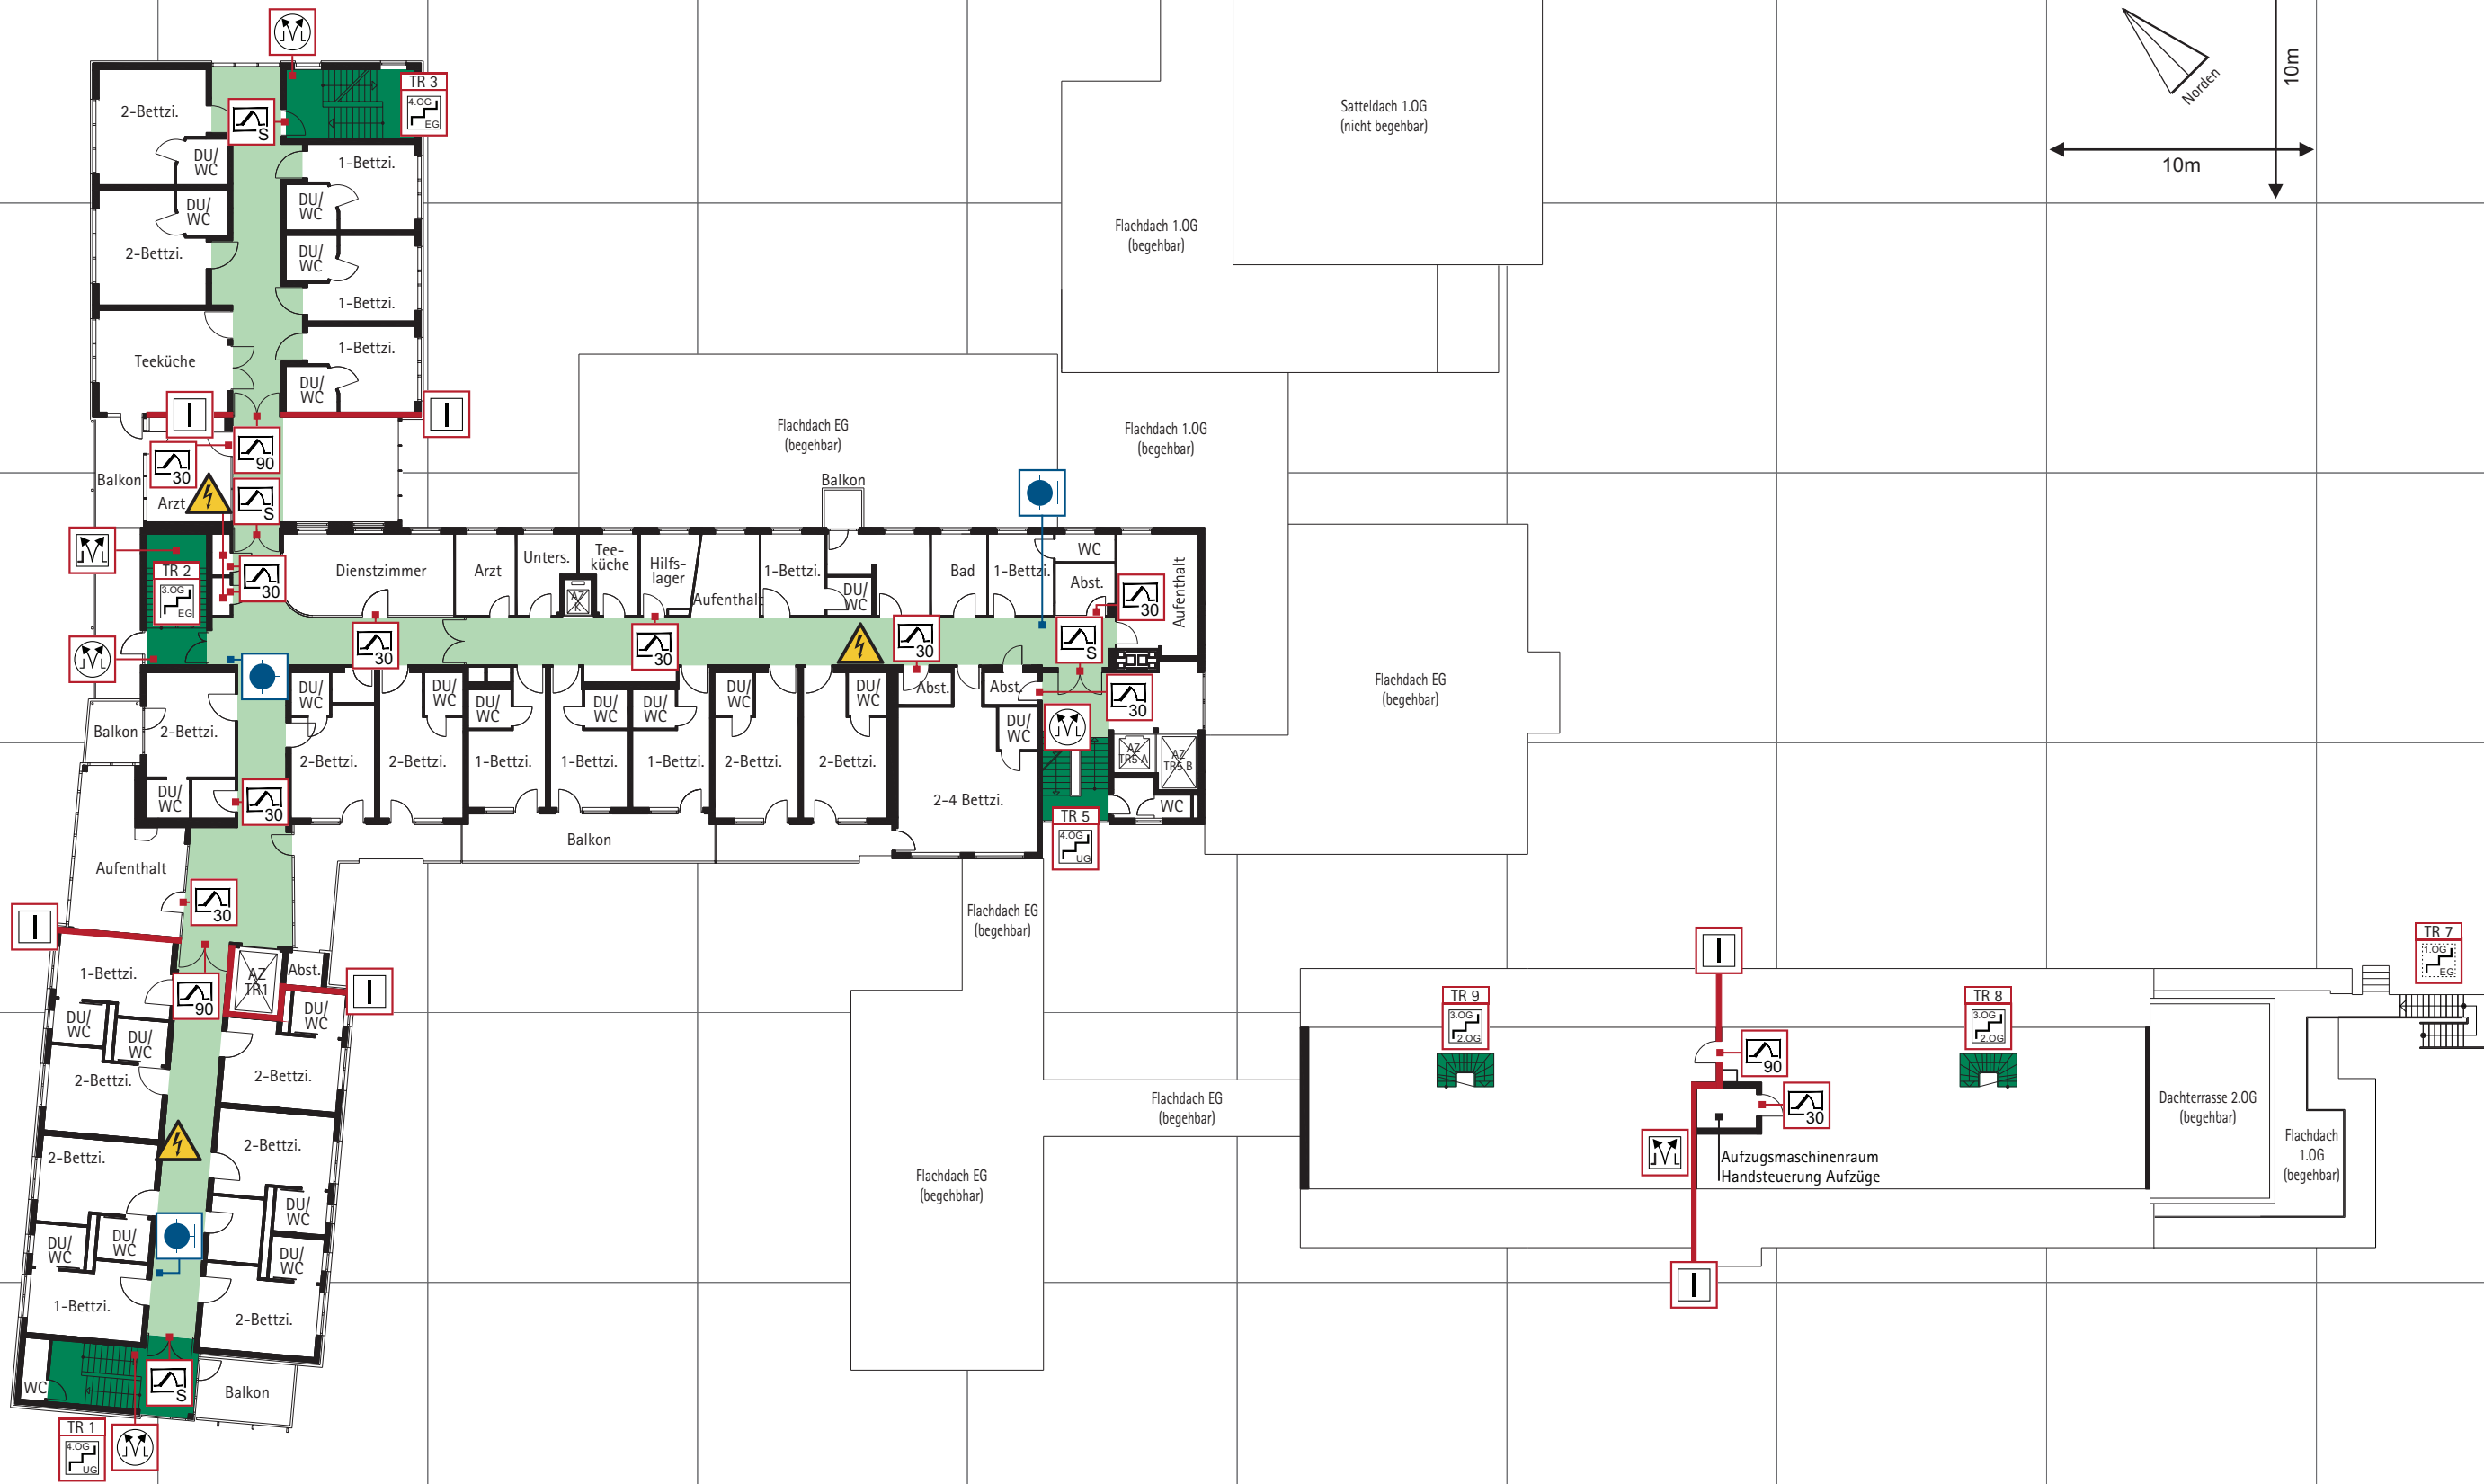 TR 3
4.OG
EG
Norden
10m
10m
2-Bettzi.
S
DU/
WC
1-Bettzi.
DU/
WC
DU/
WC
2-Bettzi.
DU/
WC
1-Bettzi.
Teeküche
1-Bettzi.
DU/
WC
Satteldach 1.OG
(nicht begehbar)
Flachdach 1.OG
(begehbar)
Flachdach EG
(begehbar)
Flachdach 1.OG
(begehbar)
90
30
Balkon
Arzt
S
Balkon
TR 2
3.OG
EG
30
Dienstzimmer
Arzt
Unters.
Tee-
küche
AZ
K
Hilfs-
lager
Aufenthalt
1-Bettzi.
DU/
WC
Bad
1-Bettzi.
WC
Abst.
30
Aufenthalt
30
30
30
S
Balkon
2-Bettzi.
DU/
WC
30
DU/
WC
2-Bettzi.
DU/
WC
2-Bettzi.
DU/
WC
1-Bettzi.
DU/
WC
1-Bettzi.
DU/
WC
1-Bettzi.
DU/
WC
2-Bettzi.
DU/
WC
2-Bettzi.
Abst.
Abst.
30
DU/
WC
2-4 Bettzi.
AZ
TR5 A
AZ
TR5 B
WC
TR 5
4.OG
UG
Balkon
Flachdach EG
(begehbar)
Aufenthalt
30
1-Bettzi.
90
AZ
TR1
Abst.
DU/
WC
DU/
WC
DU/
WC
2-Bettzi.
2-Bettzi.
2-Bettzi.
2-Bettzi.
DU/
WC
DU/
WC
DU/
WC
DU/
WC
1-Bettzi.
2-Bettzi.
WC
S
Balkon
TR 1
4.OG
UG
Flachdach EG
(begehbar)
Flachdach EG
(begehbhar)
Flachdach EG
(begehbar)
TR 9
3.OG
2.OG
90
30
Aufzugsmaschinenraum
Handsteuerung Aufzüge
TR 8
3.OG
2.OG
Dachterrasse 2.OG
(begehbar)
Flachdach
1.OG
(begehbar)
TR 7
1.OG
EG